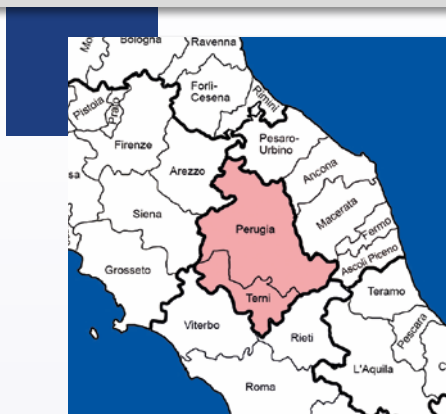 Bologna
Ravenna
Forlì-
Cesena
Rimini
Pistoia
Firenze
Pesaro-
Urbino
Arezzo
Ancona
Siena
Macerata
Perugia
Fermo
Ascoli Piceno
Grosseto
Terni
Teramo
Viterbo
Rieti
Pescara
L'Aquila
Roma